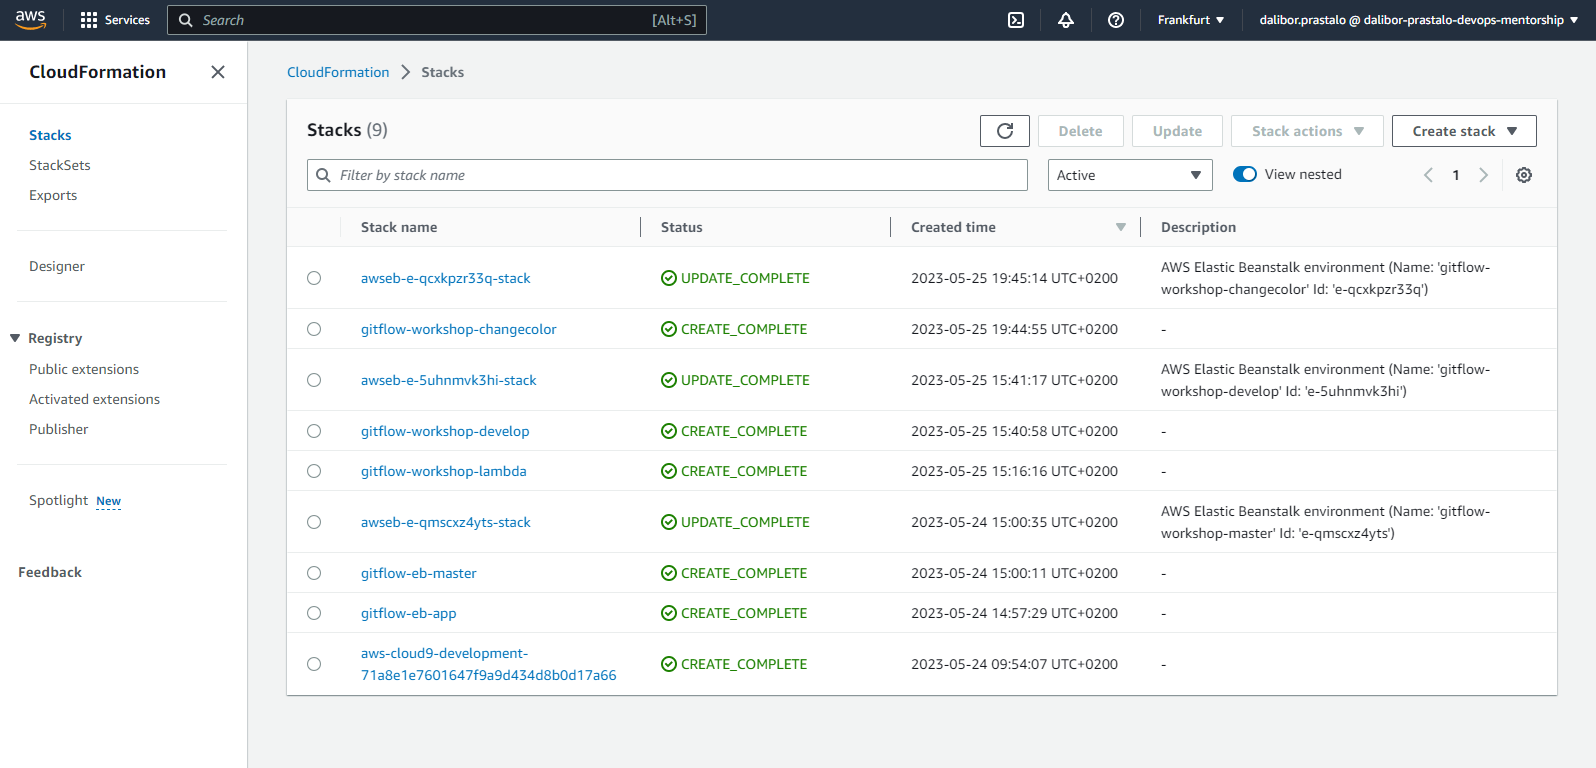 aws
Services
Search
[Alt+S]
Frankfurt
dalibor.prastalo @ dalibor-prastalo-devops-mentorship
CloudFormation
Stacks
StackSets
Exports
Designer
Registry
Public extensions
Activated extensions
Publisher
Spotlight New
Feedback
CloudFormation
Stacks
Stacks (9)
Delete
Update
Stack actions
Create stack
Filter by stack name
Active
View nested
1
Stack name
Status
Created time
Description
awseb-e-qcxkpzr33q-stack
UPDATE_COMPLETE
2023-05-25 19:45:14 UTC+0200
AWS Elastic Beanstalk environment (Name: 'gitflow-
workshop-changecolor' Id: 'e-qcxkpzr33q')
gitflow-workshop-changecolor
CREATE_COMPLETE
2023-05-25 19:44:55 UTC+0200
-
awseb-e-5uhnmvk3hi-stack
UPDATE_COMPLETE
2023-05-25 15:41:17 UTC+0200
AWS Elastic Beanstalk environment (Name: 'gitflow-
workshop-develop' Id: 'e-5uhnmvk3hi')
gitflow-workshop-develop
CREATE_COMPLETE
2023-05-25 15:40:58 UTC+0200
-
gitflow-workshop-lambda
CREATE_COMPLETE
2023-05-25 15:16:16 UTC+0200
-
awseb-e-qmscxz4yts-stack
UPDATE_COMPLETE
2023-05-24 15:00:35 UTC+0200
AWS Elastic Beanstalk environment (Name: 'gitflow-
workshop-master' Id: 'e-qmscxz4yts')
gitflow-eb-master
CREATE_COMPLETE
2023-05-24 15:00:11 UTC+0200
-
gitflow-eb-app
CREATE_COMPLETE
2023-05-24 14:57:29 UTC+0200
-
aws-cloud9-development-
71a8e1e7601647f9a9d434d8b0d17a66
CREATE_COMPLETE
2023-05-24 09:54:07 UTC+0200
-